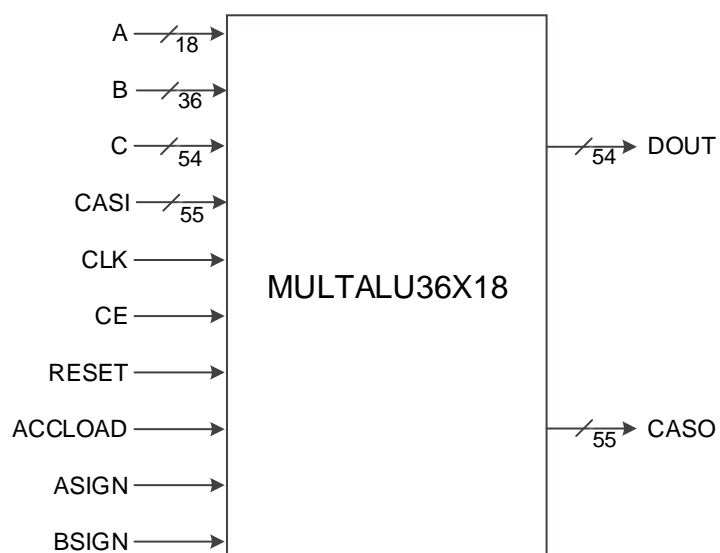 A
18
B
36
C
54
CASI
55
CLK
CE
RESET
ACCLOAD
ASIGN
BSIGN
MULTALU36X18
DOUT
54
CASO
55